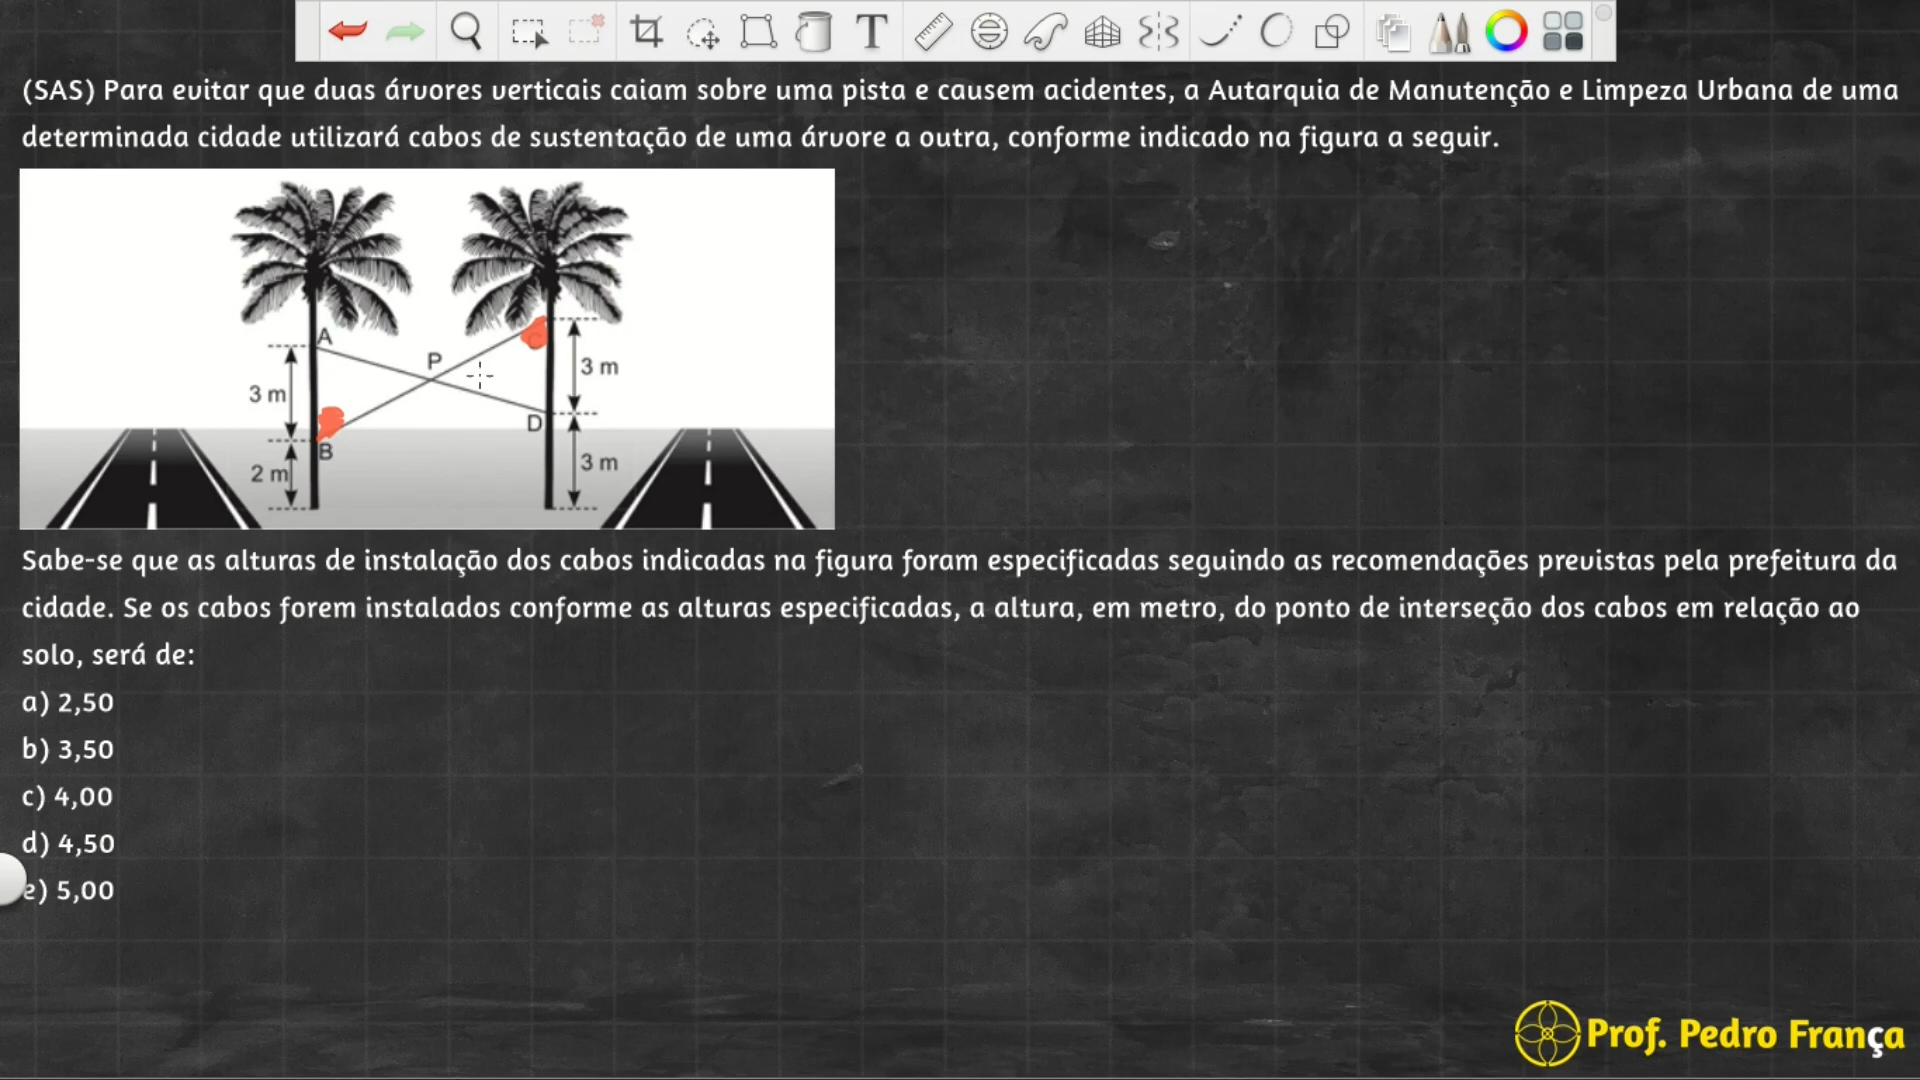 (SAS) Para evitar que duas árvores verticais caiam sobre uma pista e causem acidentes, a Autarquia de Manutenção e Limpeza Urbana de uma
determinada cidade utilizará cabos de sustentação de uma árvore a outra, conforme indicado na figura a seguir.
A
P
C
3 m
3 m
D
B
2 m
3 m
Sabe-se que as alturas de instalação dos cabos indicadas na figura foram especificadas seguindo as recomendações previstas pela prefeitura da
cidade. Se os cabos forem instalados conforme as alturas especificadas, a altura, em metro, do ponto de interseção dos cabos em relação ao
solo, será de:
a) 2,50
b) 3,50
c) 4,00
d) 4,50
e) 5,00
Prof. Pedro França